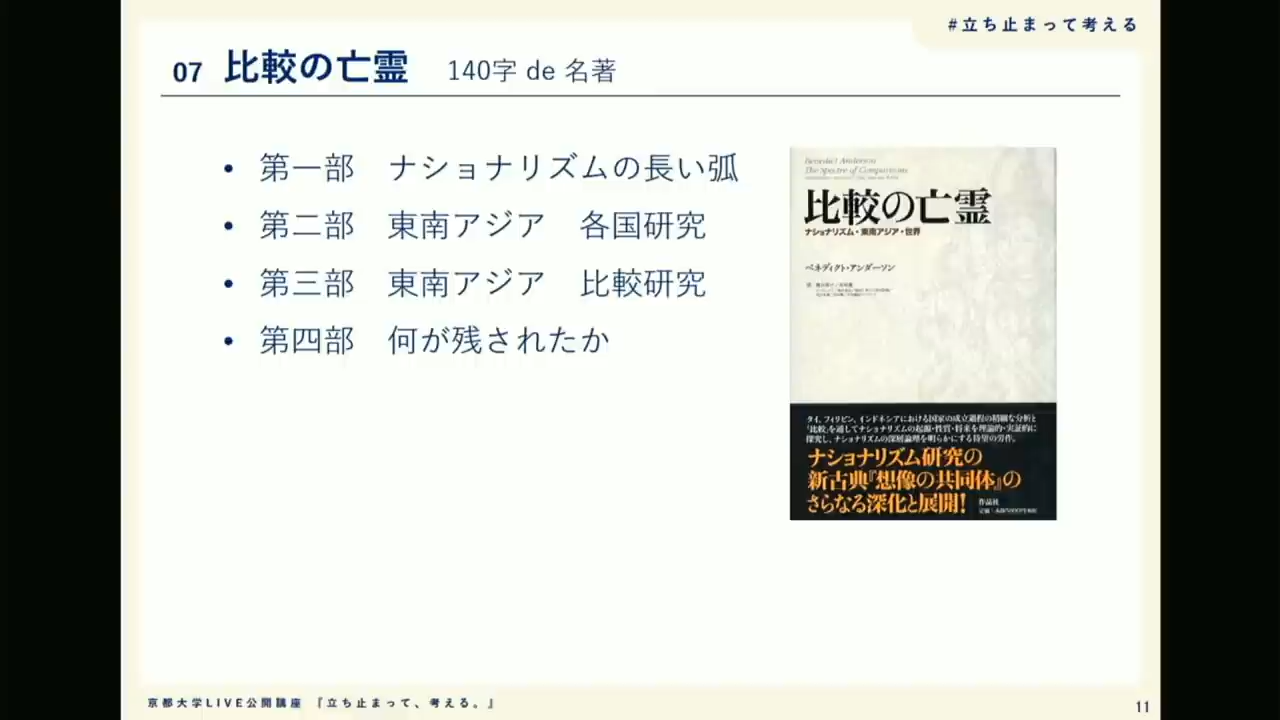 #立ち止まって考える
07 比較の亡霊 140字 de 名著
• 第一部 ナショナリズムの長い弧
• 第二部 東南アジア 各国研究
• 第三部 東南アジア 比較研究
• 第四部 何が残されたか
Benedict Anderson
The Spectre of Comparisons
比較の亡霊
ナショナリズム・東南アジア・世界
ベネディクト・アンダーソン
タイ、フィリピン、インドネシアにおける国家の成立過程の精細な分析と
「比較」を通してナショナリズムの起源・性質・将来を理論的・実証的に
探究し、ナショナリズムの深層論理を明らかにする待望の労作。
ナショナリズム研究の
新古典『想像の共同体』の
さらなる深化と展開!
作品社
京都大学LIVE公開講座 『立ち止まって、考える。』
11